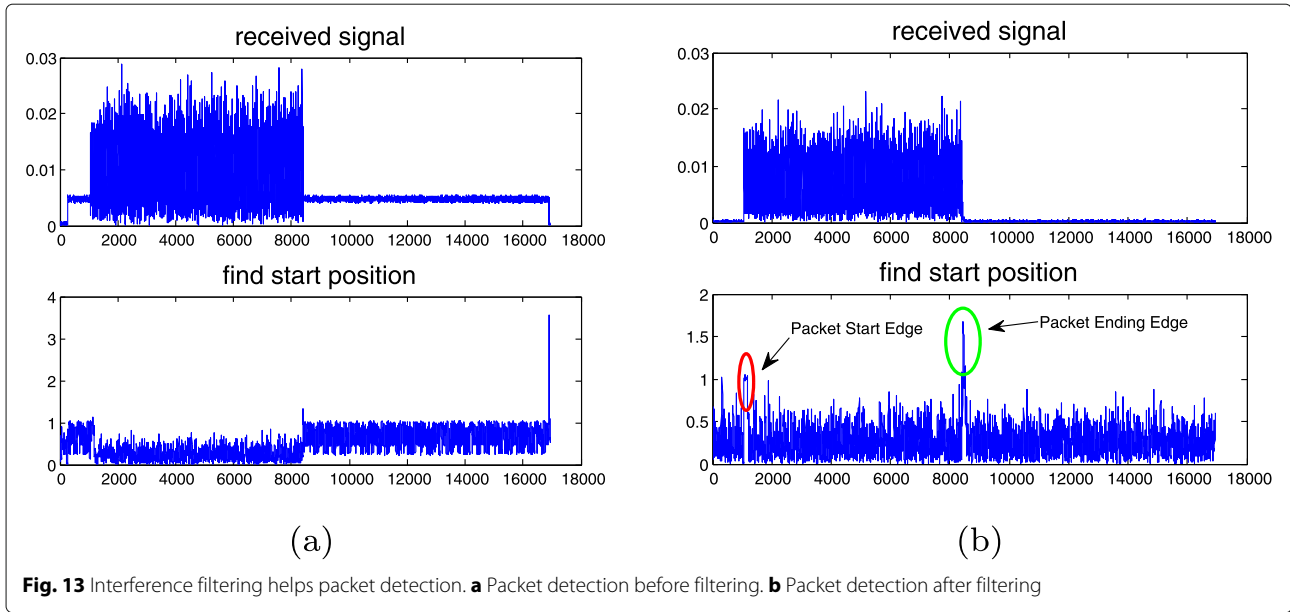 received signal
0.03
0.02
0.01
0
0 2000 4000 6000 8000 10000 12000 14000 16000 18000
find start position
4
3
2
1
0
0 2000 4000 6000 8000 10000 12000 14000 16000 18000
(a)
received signal
0.03
0.02
0.01
0
0 2000 4000 6000 8000 10000 12000 14000 16000 18000
find start position
2
1.5
1
0.5
0
Packet Start Edge
Packet Ending Edge
0 2000 4000 6000 8000 10000 12000 14000 16000 18000
(b)
Fig. 13 Interference filtering helps packet detection. a Packet detection before filtering. b Packet detection after filtering